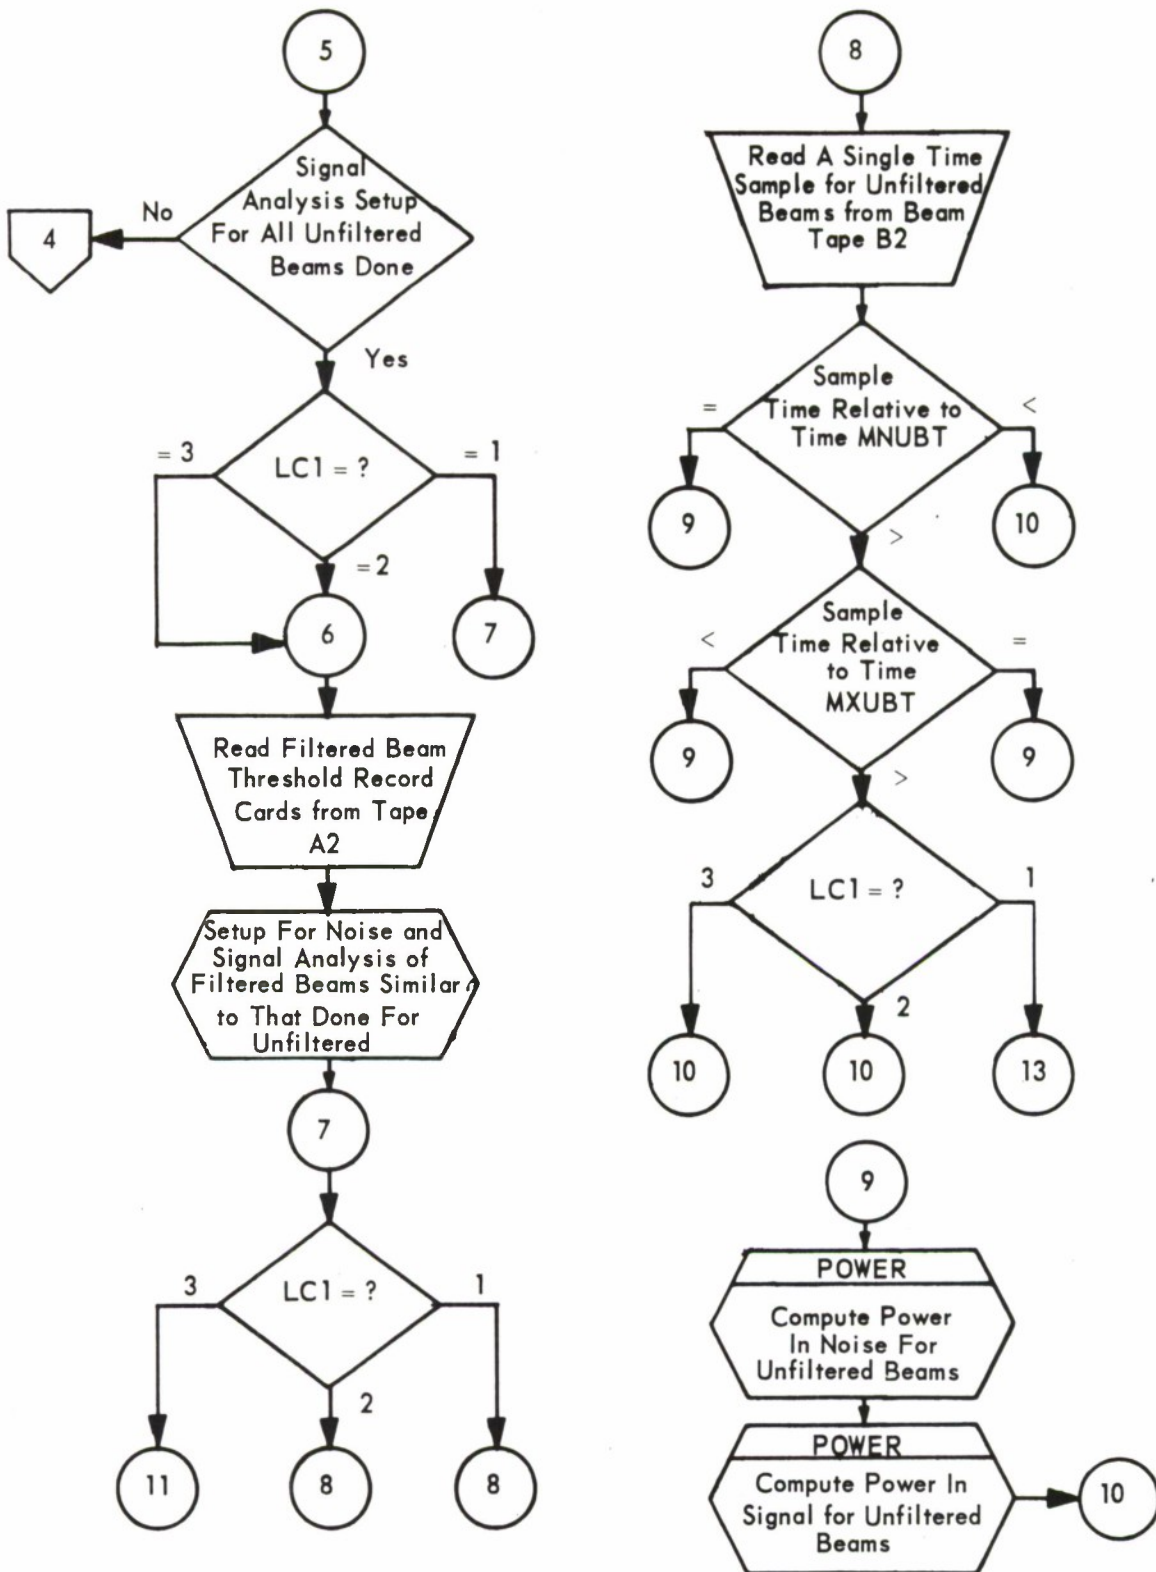 5
Signal
Analysis Setup
For All Unfiltered
Beams Done
No
4
Yes
= 3
LC1 = ?
= 1
= 2
6
7
Read Filtered Beam
Threshold Record
Cards from Tape
A2
Setup For Noise and
Signal Analysis of
Filtered Beams Similar
to That Done For
Unfiltered
7
3
LC1 = ?
1
2
11
8
8
8
Read A Single Time
Sample for Unfiltered
Beams from Beam
Tape B2
Sample
Time Relative to
Time MNUBT
=
<
9
10
>
Sample
Time Relative
to Time
MXUBT
<
=
9
9
>
3
LC1 = ?
1
2
10
10
13
9
POWER
Compute Power
In Noise For
Unfiltered Beams
POWER
Compute Power In
Signal for Unfiltered
Beams
10